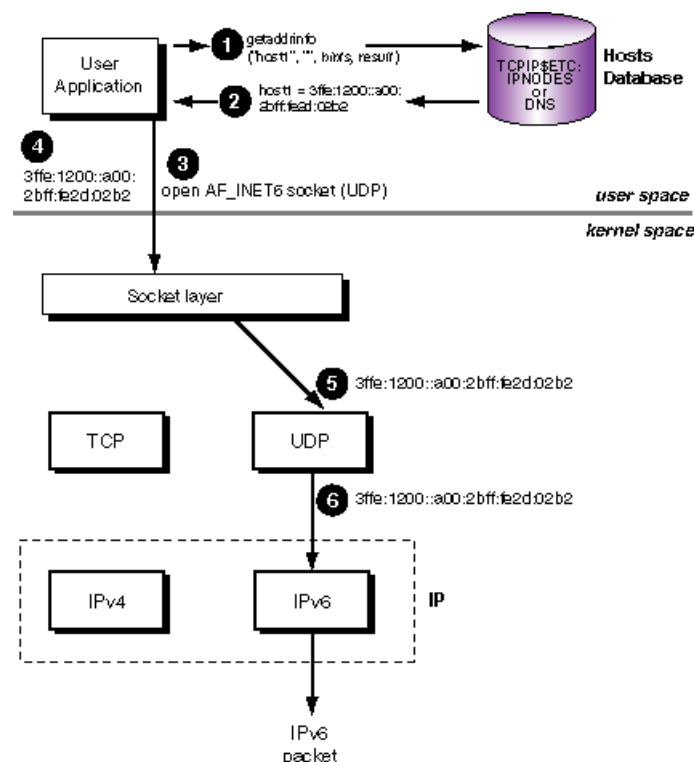 User
Application
1
getaddrinfo
("host1", "", hints, result)
2
host1 = 3ffe:1200::a00:
2bff:fe2d:02b2
TCPIP$ETC:
IPNODES
or
DNS
Hosts
Database
4
3ffe:1200::a00:
2bff:fe2d:02b2
3
open AF_INET6 socket (UDP)
user space
kernel space
Socket layer
5
3ffe:1200::a00:2bff:fe2d:02b2
TCP
UDP
6
3ffe:1200::a00:2bff:fe2d:02b2
IPv4
IPv6
IP
IPv6
packet